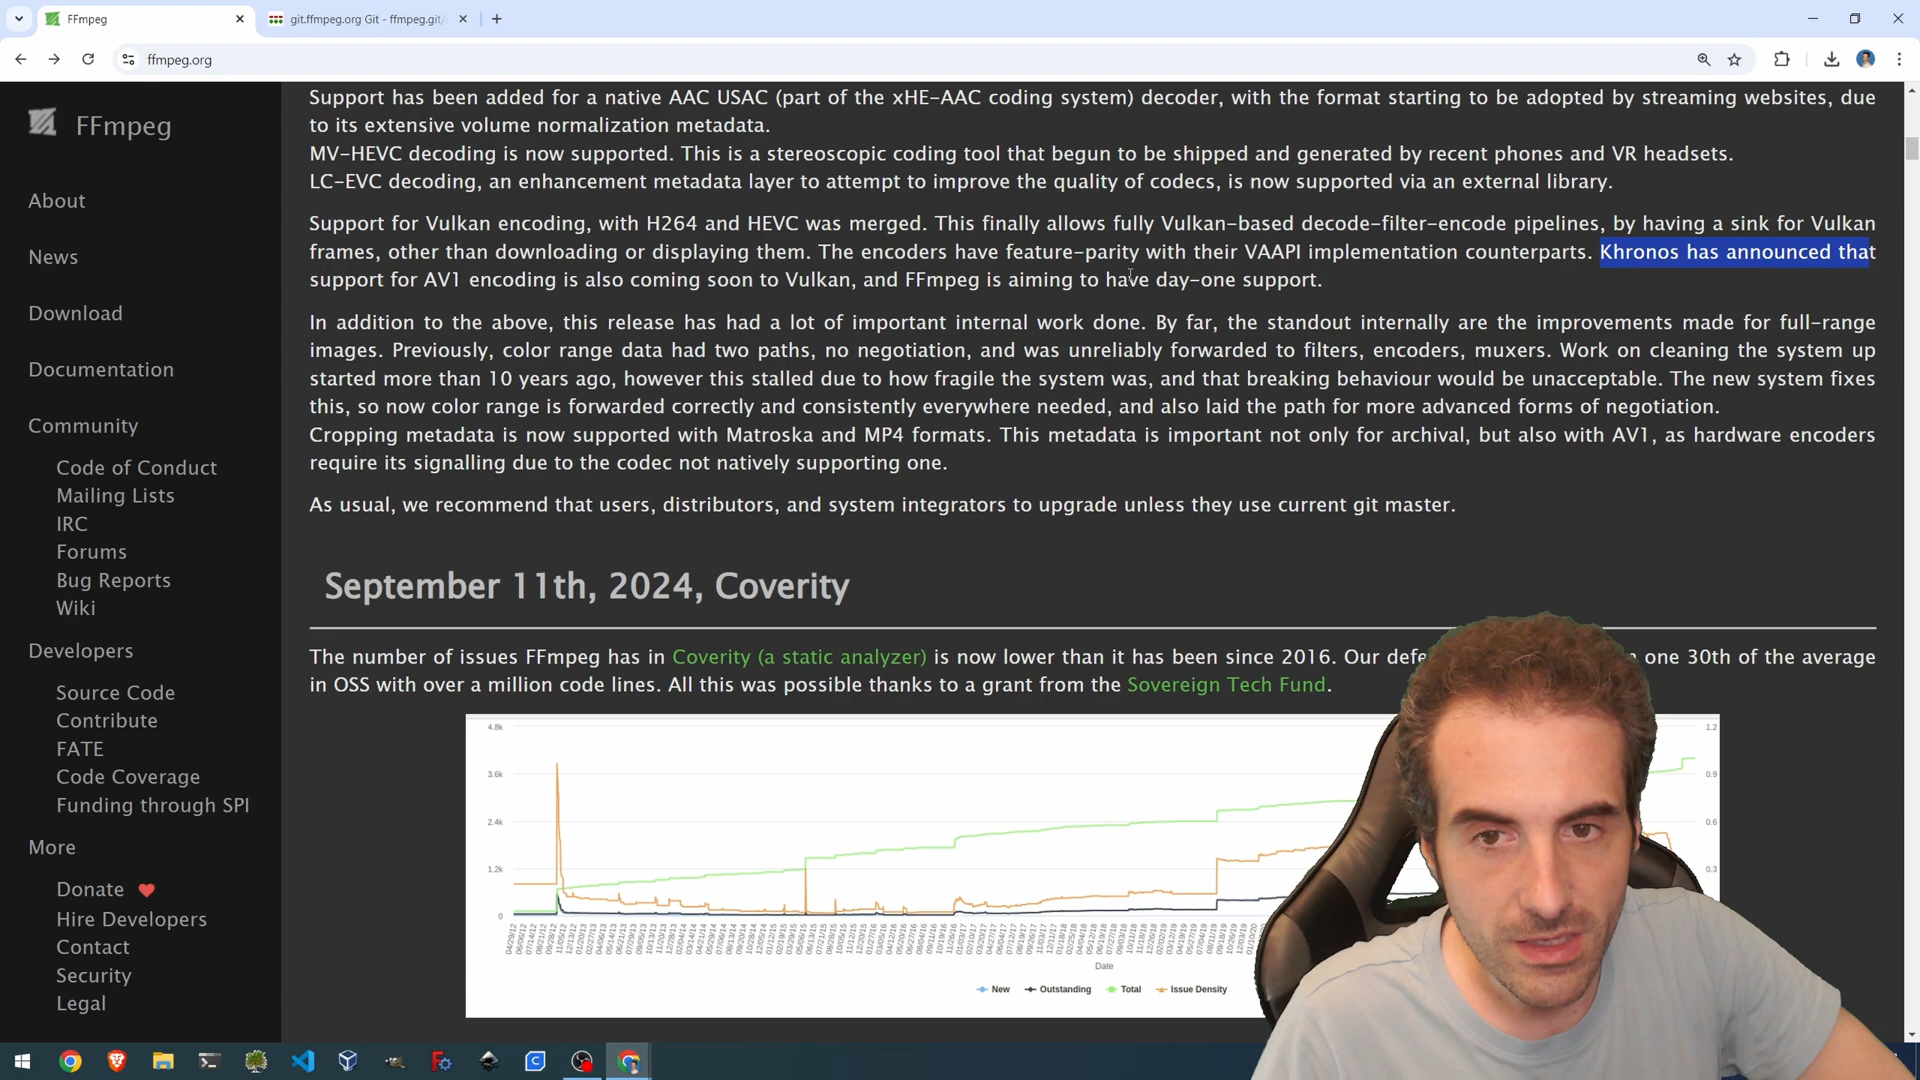 FFmpeg
git.ffmpeg.org Git - ffmpeg.git/
ffmpeg.org
FFmpeg
About
News
Download
Documentation
Community
Code of Conduct
Mailing Lists
IRC
Forums
Bug Reports
Wiki
Developers
Source Code
Contribute
FATE
Code Coverage
Funding through SPI
More
Donate
Hire Developers
Contact
Security
Legal
Support has been added for a native AAC USAC (part of the xHE-AAC coding system) decoder, with the format starting to be adopted by streaming websites, due
to its extensive volume normalization metadata.
MV-HEVC decoding is now supported. This is a stereoscopic coding tool that begun to be shipped and generated by recent phones and VR headsets.
LC-EVC decoding, an enhancement metadata layer to attempt to improve the quality of codecs, is now supported via an external library.
Support for Vulkan encoding, with H264 and HEVC was merged. This finally allows fully Vulkan-based decode-filter-encode pipelines, by having a sink for Vulkan
frames, other than downloading or displaying them. The encoders have feature-parity with their VAAPI implementation counterparts. Khronos has announced that
support for AV1 encoding is also coming soon to Vulkan, and FFmpeg is aiming to have day-one support.
In addition to the above, this release has had a lot of important internal work done. By far, the standout internally are the improvements made for full-range
images. Previously, color range data had two paths, no negotiation, and was unreliably forwarded to filters, encoders, muxers. Work on cleaning the system up
started more than 10 years ago, however this stalled due to how fragile the system was, and that breaking behaviour would be unacceptable. The new system fixes
this, so now color range is forwarded correctly and consistently everywhere needed, and also laid the path for more advanced forms of negotiation.
Cropping metadata is now supported with Matroska and MP4 formats. This metadata is important not only for archival, but also with AV1, as hardware encoders
require its signalling due to the codec not natively supporting one.
As usual, we recommend that users, distributors, and system integrators to upgrade unless they use current git master.
September 11th, 2024, Coverity
The number of issues FFmpeg has in Coverity (a static analyzer) is now lower than it has been since 2016. Our one 30th of the average
in OSS with over a million code lines. All this was possible thanks to a grant from the Sovereign Tech Fund.
4.8k
3.6k
2.4k
1.2k
0
1.2
0.9
0.6
0.3
Date
New Outstanding Total Issue Density